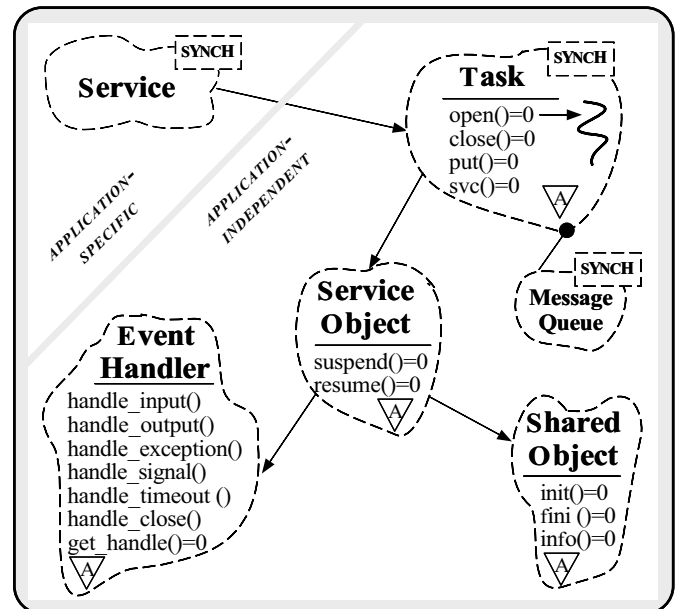 SYNCH
Service
SYNCH
Task
open()=0
close()=0
put()=0
svc()=0
A
APPLICATION-
SPECIFIC
APPLICATION-
INDEPENDENT
SYNCH
Message
Queue
Service
Object
suspend()=0
resume()=0
A
Event
Handler
handle_input()
handle_output()
handle_exception()
handle_signal()
handle_timeout ()
handle_close()
get_handle()=0
A
Shared
Object
init()=0
fini ()=0
info()=0
A